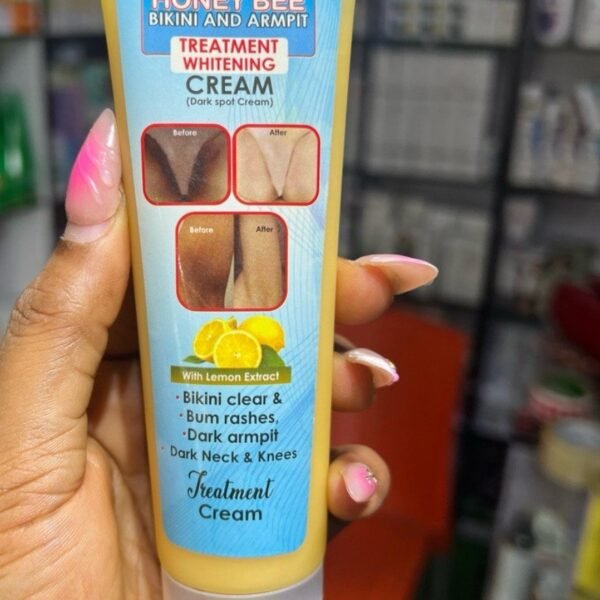 HONEY BEE
BIKINI AND ARMPIT
TREATMENT
WHITENING
CREAM
(Dark spot Cream)
Before After
Before After
With Lemon Extract
· Bikini clear &
· Bum rashes,
· Dark armpit
· Dark Neck & Knees
Treatment
Cream